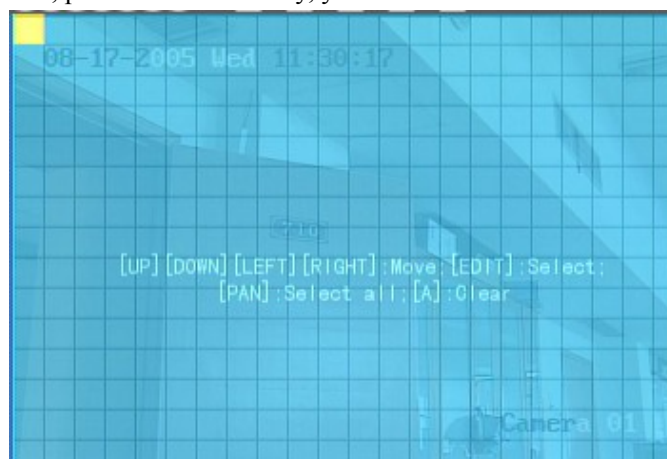 08-17-2005 Wed 11:30:17
710
[UP][DOWN][LEFT][RIGHT]:Move;[EDIT]:Select;
[PAN]:Select all;[A]:Clear
Camera 01